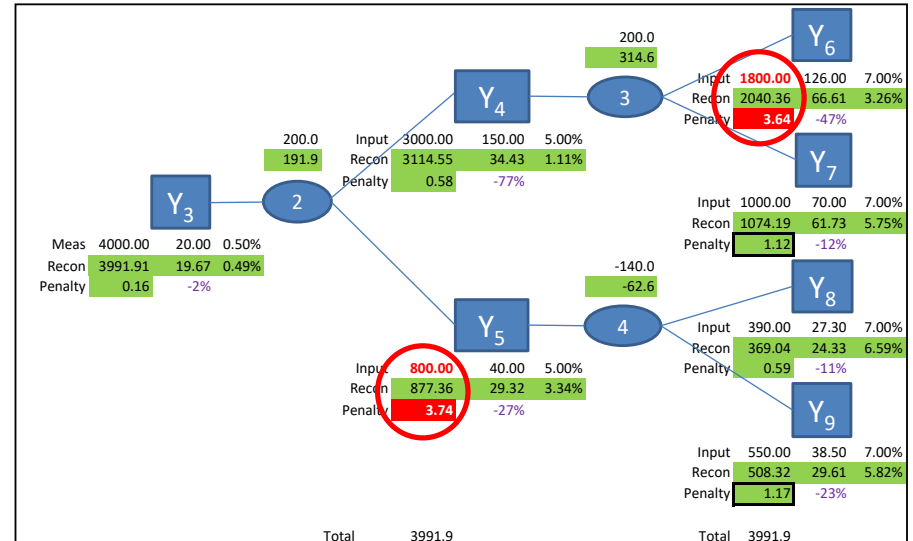 Y6
200.0
314.6
Input 1800.00 126.00 7.00%
Recon 2040.36 66.61 3.26%
Penalty 3.64 -47%
Y4
3
200.0
191.9
Input 3000.00 150.00 5.00%
Recon 3114.55 34.43 1.11%
Penalty 0.58 -77%
Y7
Y3
2
Input 1000.00 70.00 7.00%
Recon 1074.19 61.73 5.75%
Penalty 1.12 -12%
Meas 4000.00 20.00 0.50%
Recon 3991.91 19.67 0.49%
Penalty 0.16 -2%
-140.0
-62.6
Y8
Y5
4
Input 390.00 27.30 7.00%
Recon 369.04 24.33 6.59%
Penalty 0.59 -11%
Input 800.00 40.00 5.00%
Recon 877.36 29.32 3.34%
Penalty 3.74 -27%
Y9
Input 550.00 38.50 7.00%
Recon 508.32 29.61 5.82%
Penalty 1.17 -23%
Total 3991.9
Total 3991.9